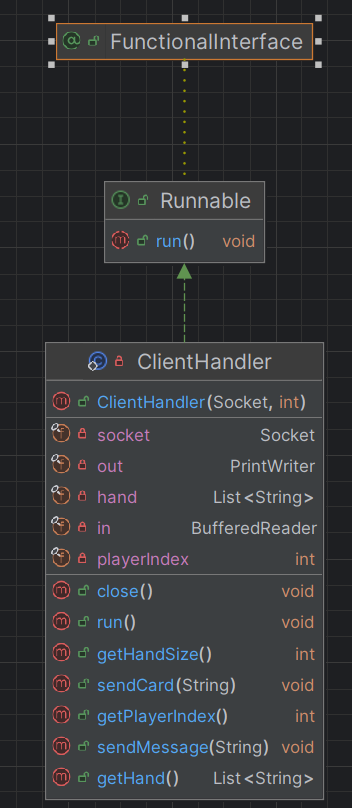 @ FunctionalInterface
I Runnable
m run() void
C ClientHandler
m ClientHandler(Socket, int)
f socket Socket
f out PrintWriter
f hand List<String>
f in BufferedReader
f playerIndex int
m close() void
m run() void
m getHandSize() int
m sendCard(String) void
m getPlayerIndex() int
m sendMessage(String) void
m getHand() List<String>